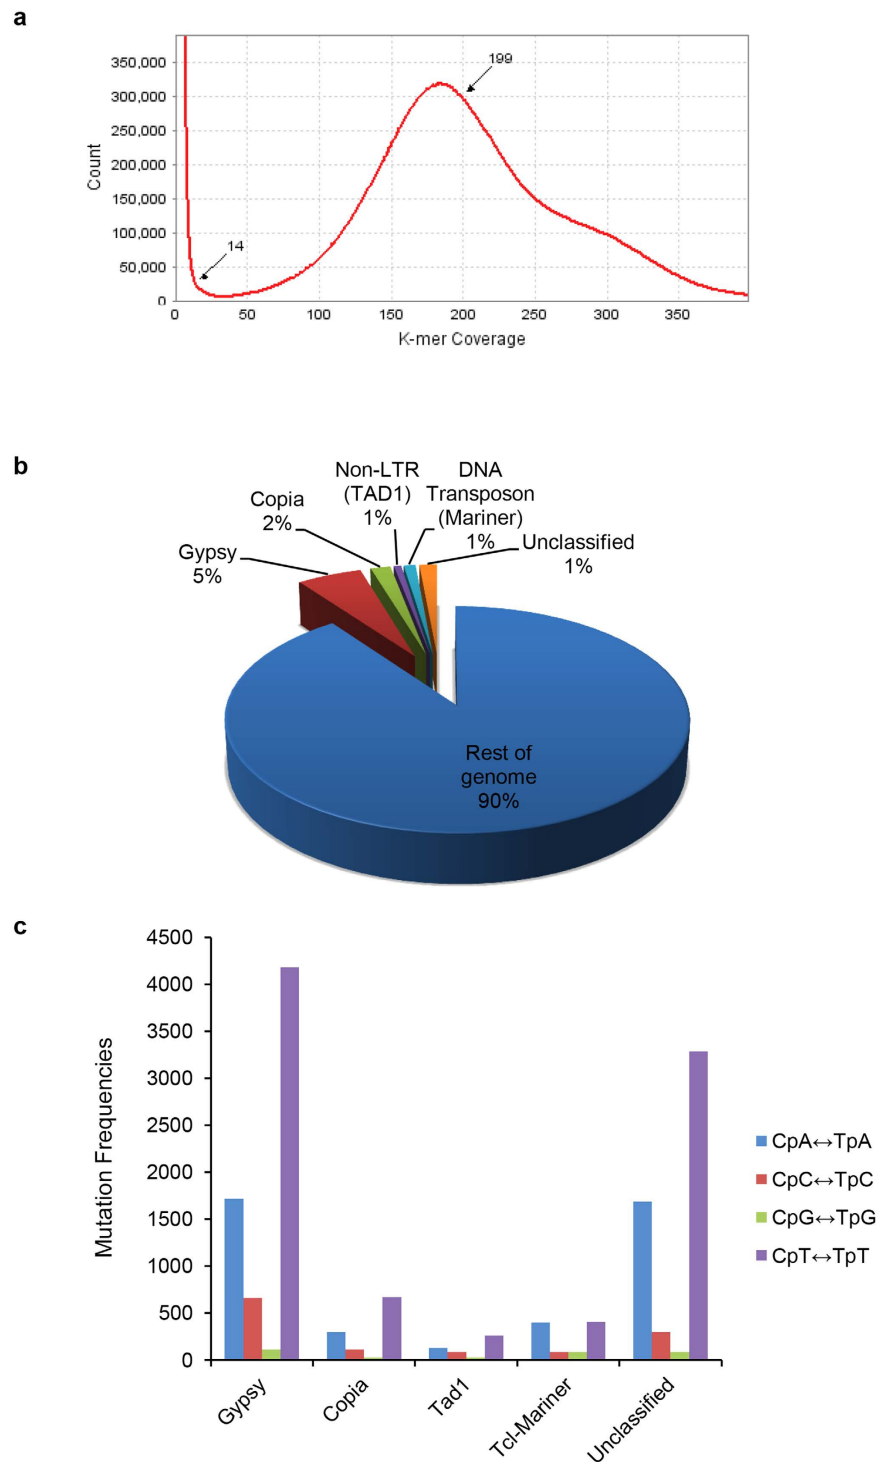 a
350,000
300,000
250,000
200,000
150,000
100,000
50,000
0
Count
199
14
0
50
100
150
200
250
300
350
K-mer Coverage
b
Non-LTR
(TAD1)
1%
DNA
Transposon
(Mariner)
1%
Copia
2%
Unclassified
1%
Gypsy
5%
Rest of
genome
90%
c
4500
4000
3500
3000
2500
2000
1500
1000
500
0
Mutation Frequencies
CpA↔TpA
CpC↔TpC
CpG↔TpG
CpT↔TpT
Gypsy
Copia
Tad1
Tcl-Mariner
Unclassified